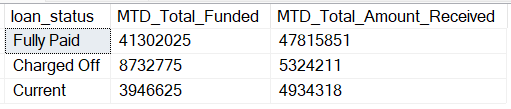 loan_status MTD_Total_Funded MTD_Total_Amount_Received
Fully Paid 41302025 47815851
Charged Off 8732775 5324211
Current 3946625 4934318